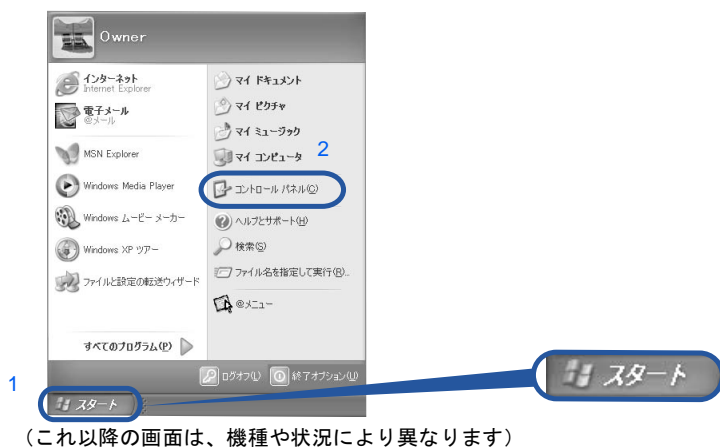 Owner
インターネット
Internet Explorer
電子メール
@メール
MSN Explorer
Windows Media Player
Windows ムービー メーカー
Windows XP ツアー
ファイルと設定の転送ウィザード
すべてのプログラム(P)
マイ ドキュメント
マイ ピクチャ
マイ ミュージック
マイ コンピュータ
2
コントロール パネル(C)
ヘルプとサポート(H)
検索(S)
ファイル名を指定して実行(R)..
@メニュー
ログオフ(L)
終了オプション(U)
1
スタート
スタート
(これ以降の画面は、機種や状況により異なります)